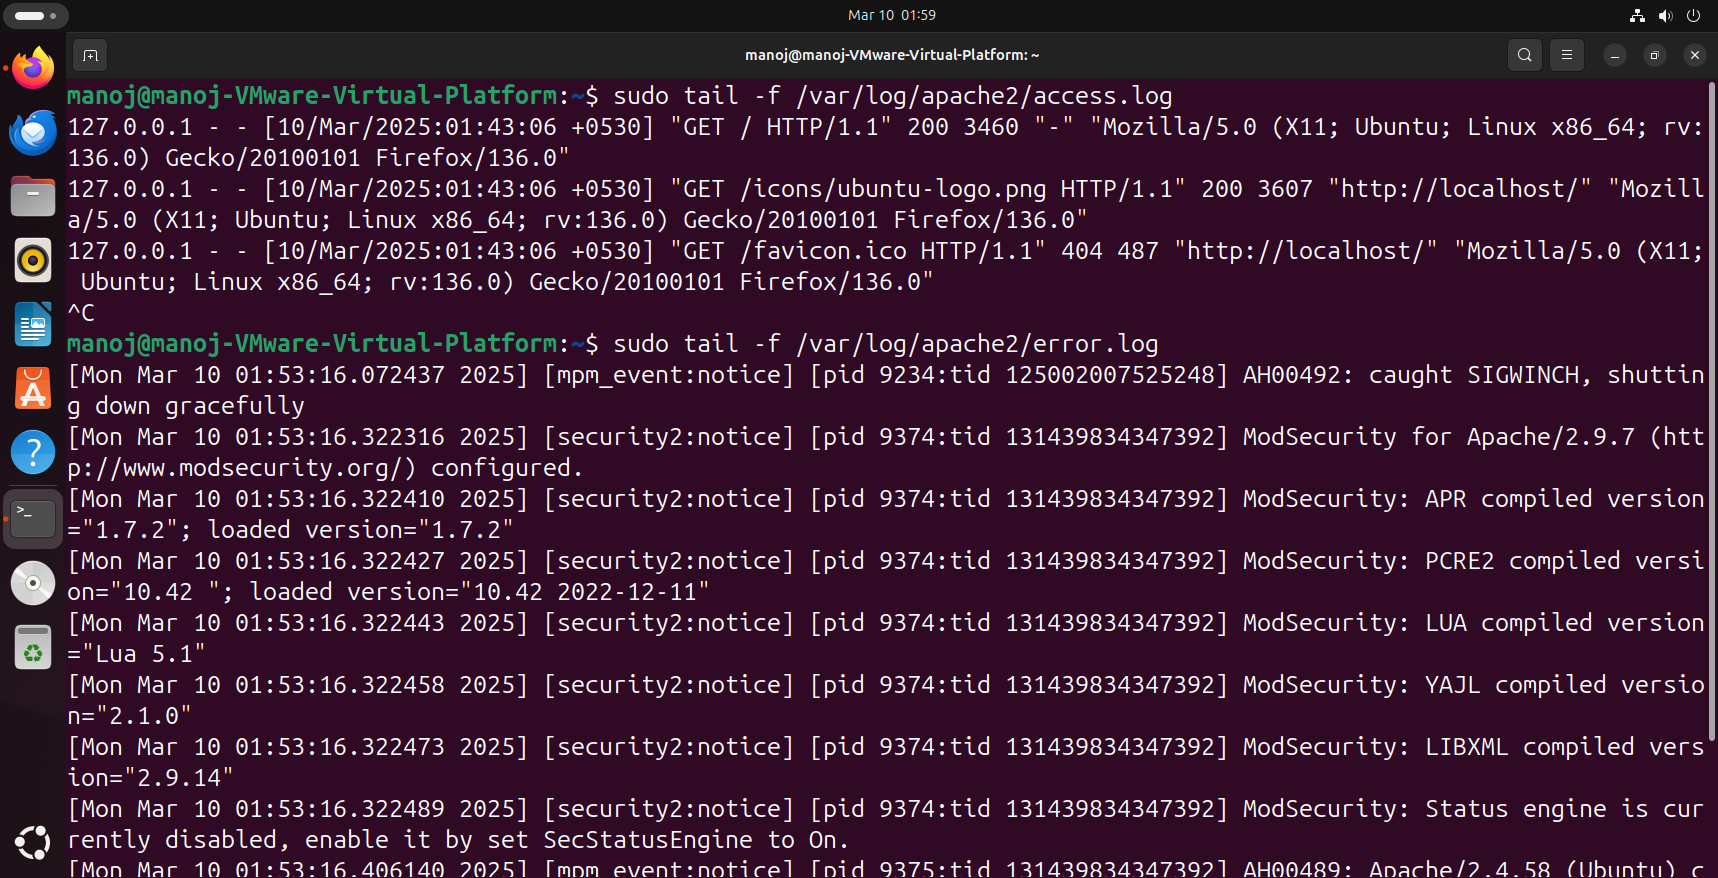 Mar 10 01:59
manoj@manoj-VMware-Virtual-Platform: ~
manoj@manoj-VMware-Virtual-Platform:~$ sudo tail -f /var/log/apache2/access.log
127.0.0.1 - - [10/Mar/2025:01:43:06 +0530] "GET / HTTP/1.1" 200 3460 "-" "Mozilla/5.0 (X11; Ubuntu; Linux x86_64; rv:
136.0) Gecko/20100101 Firefox/136.0"
127.0.0.1 - - [10/Mar/2025:01:43:06 +0530] "GET /icons/ubuntu-logo.png HTTP/1.1" 200 3607 "http://localhost/" "Mozill
a/5.0 (X11; Ubuntu; Linux x86_64; rv:136.0) Gecko/20100101 Firefox/136.0"
127.0.0.1 - - [10/Mar/2025:01:43:06 +0530] "GET /favicon.ico HTTP/1.1" 404 487 "http://localhost/" "Mozilla/5.0 (X11;
 Ubuntu; Linux x86_64; rv:136.0) Gecko/20100101 Firefox/136.0"
^C
manoj@manoj-VMware-Virtual-Platform:~$ sudo tail -f /var/log/apache2/error.log
[Mon Mar 10 01:53:16.072437 2025] [mpm_event:notice] [pid 9234:tid 125002007525248] AH00492: caught SIGWINCH, shuttin
g down gracefully
[Mon Mar 10 01:53:16.322316 2025] [security2:notice] [pid 9374:tid 131439834347392] ModSecurity for Apache/2.9.7 (htt
p://www.modsecurity.org/) configured.
[Mon Mar 10 01:53:16.322410 2025] [security2:notice] [pid 9374:tid 131439834347392] ModSecurity: APR compiled version
="1.7.2"; loaded version="1.7.2"
[Mon Mar 10 01:53:16.322427 2025] [security2:notice] [pid 9374:tid 131439834347392] ModSecurity: PCRE2 compiled versi
on="10.42 "; loaded version="10.42 2022-12-11"
[Mon Mar 10 01:53:16.322443 2025] [security2:notice] [pid 9374:tid 131439834347392] ModSecurity: LUA compiled version
="Lua 5.1"
[Mon Mar 10 01:53:16.322458 2025] [security2:notice] [pid 9374:tid 131439834347392] ModSecurity: YAJL compiled versio
n="2.1.0"
[Mon Mar 10 01:53:16.322473 2025] [security2:notice] [pid 9374:tid 131439834347392] ModSecurity: LIBXML compiled vers
ion="2.9.14"
[Mon Mar 10 01:53:16.322489 2025] [security2:notice] [pid 9374:tid 131439834347392] ModSecurity: Status engine is cur
rently disabled, enable it by set SecStatusEngine to On.
[Mon Mar 10 01:53:16.406140 2025] [mpm_event:notice] [pid 9375:tid 131439834347392] AH00489: Apache/2.4.58 (Ubuntu) c